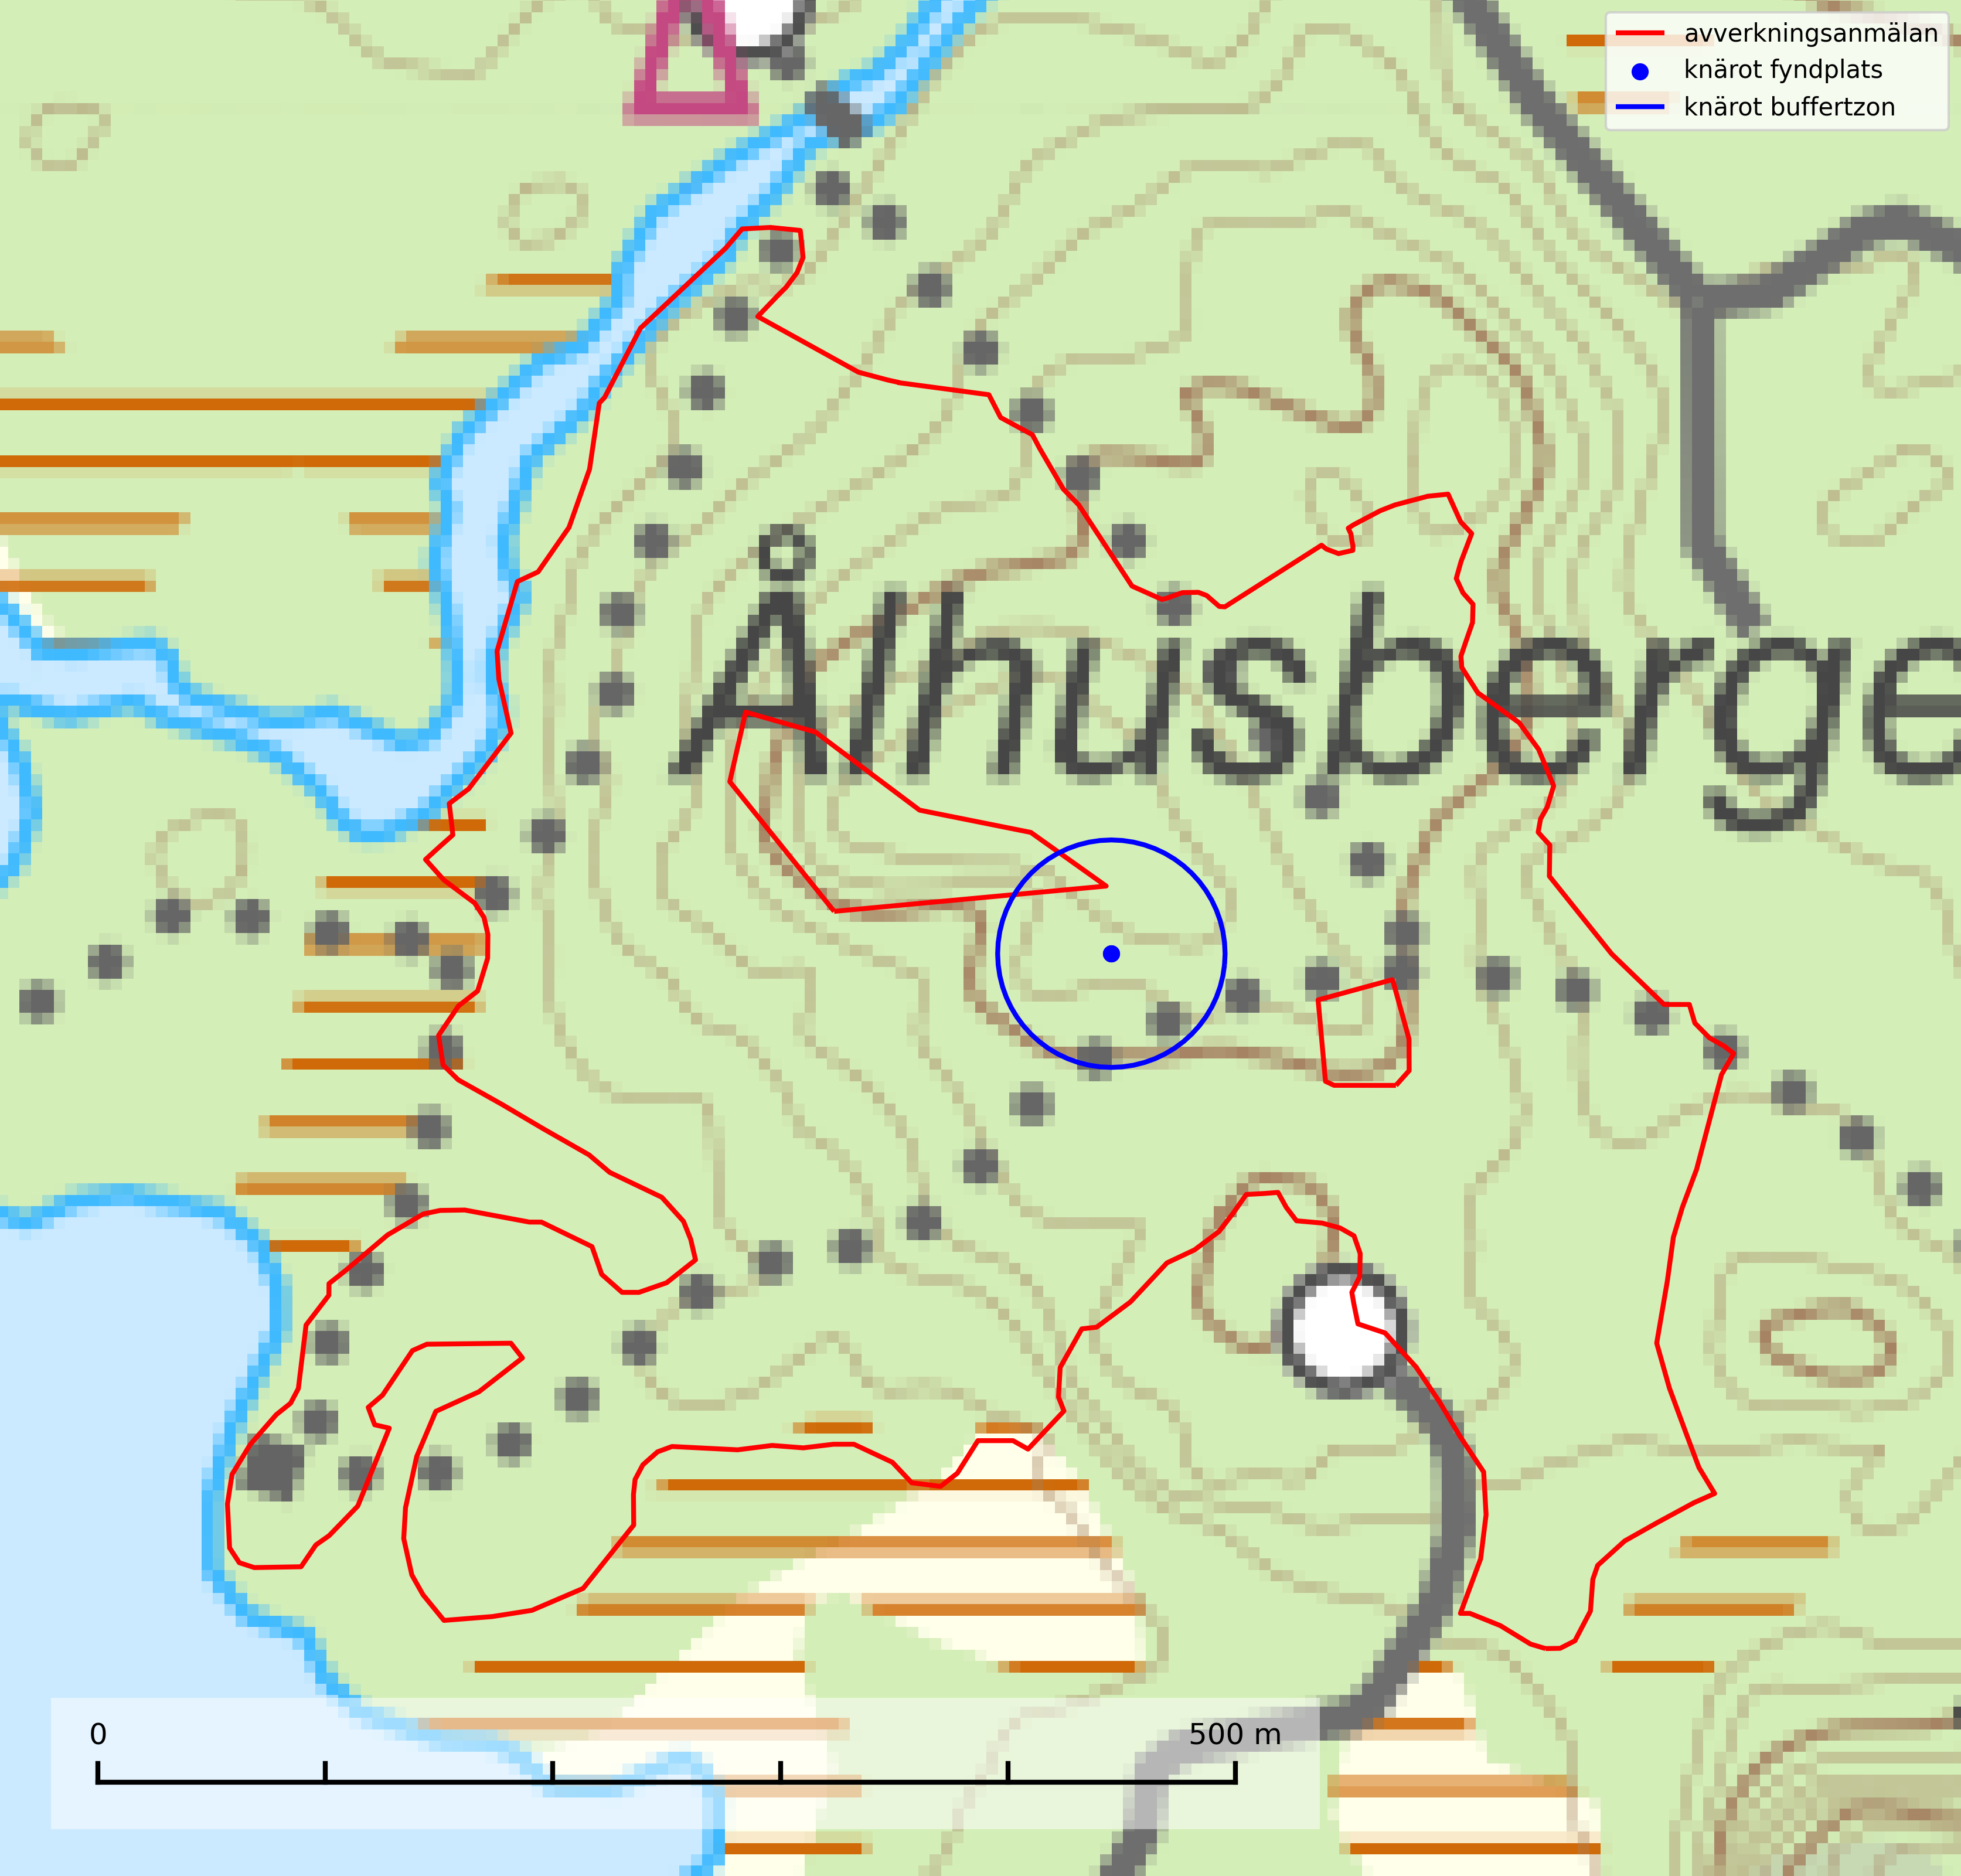 avverkningsanmälan
knärot fyndplats
knärot buffertzon
Ålhusberge
0 500 m